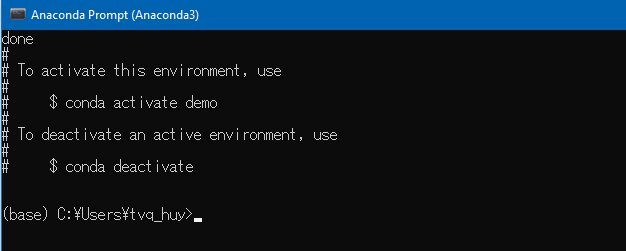 Anaconda Prompt (Anaconda3)
done
#
# To activate this environment, use
#
#     $ conda activate demo
#
# To deactivate an active environment, use
#
#     $ conda deactivate
(base) C:¥Users¥tvq_huy>